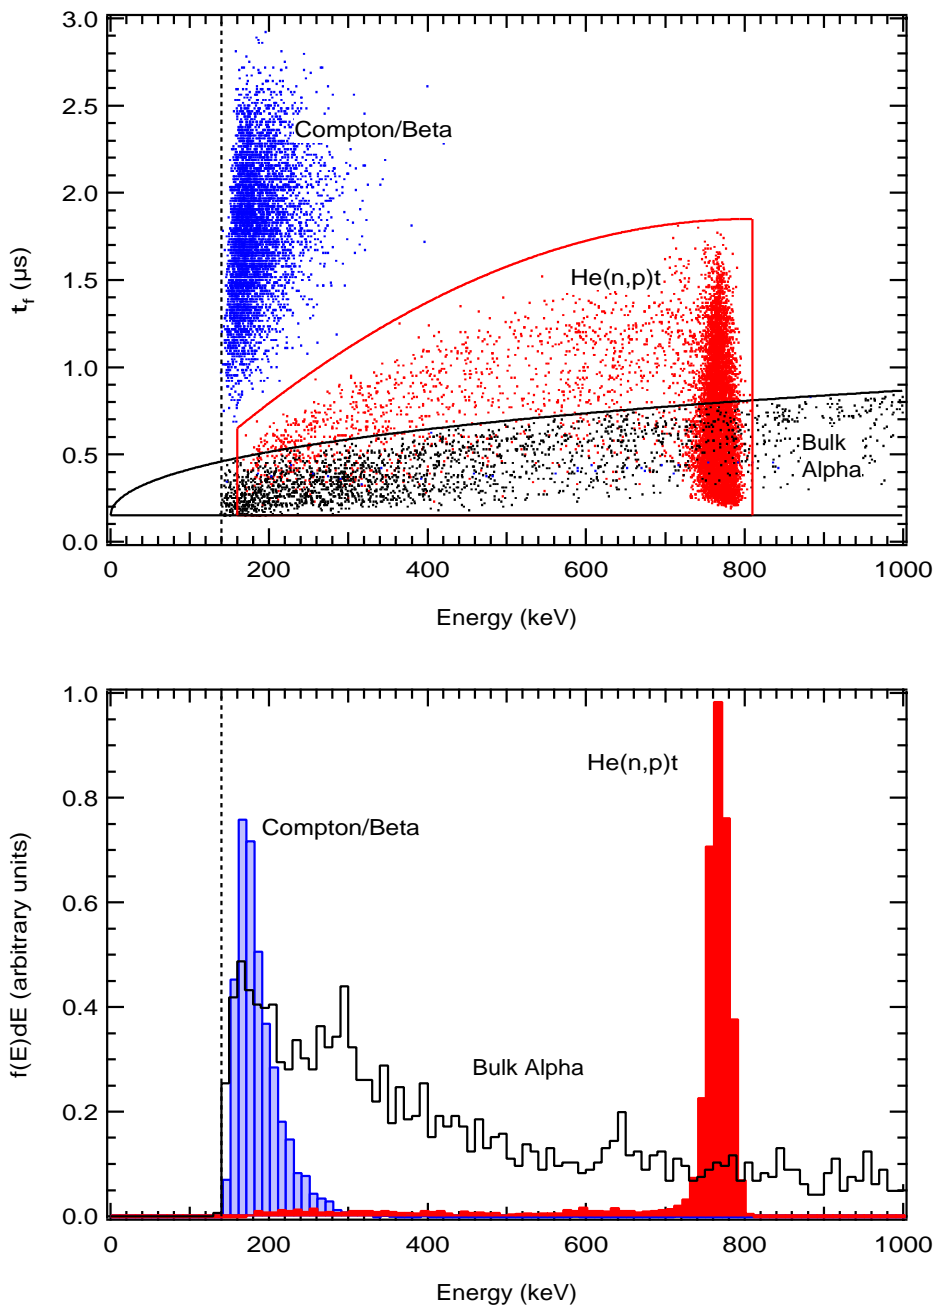 3.0
2.5
2.0
1.5
1.0
0.5
0.0
t_f (µs)
Compton/Beta
He(n,p)t
Bulk
Alpha
0
200
400
600
800
1000
Energy (keV)
1.0
0.8
0.6
0.4
0.2
0.0
f(E)dE (arbitrary units)
He(n,p)t
Compton/Beta
Bulk Alpha
0
200
400
600
800
1000
Energy (keV)